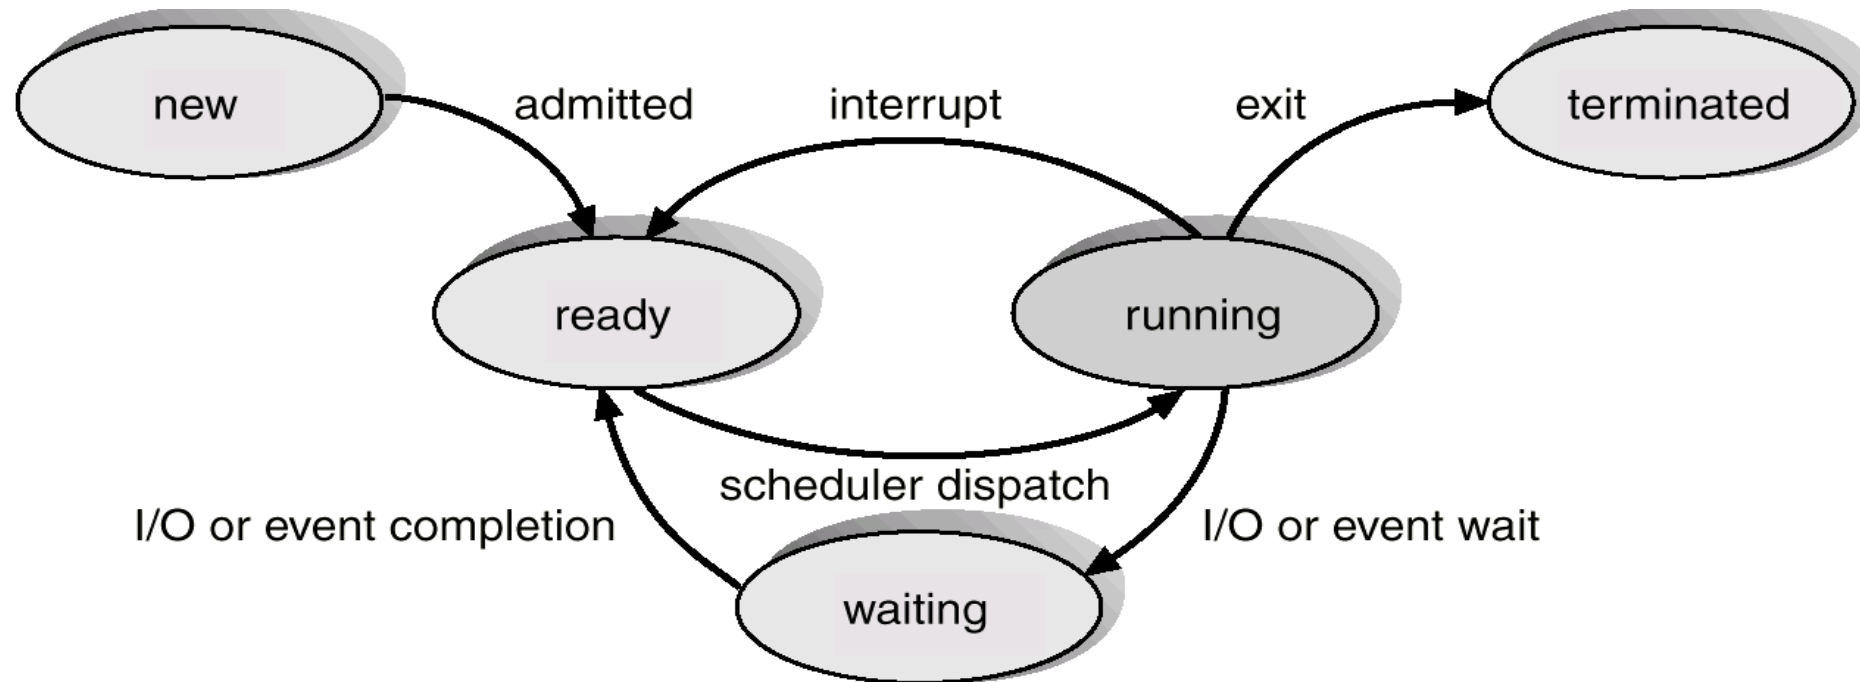 new
admitted
interrupt
exit
terminated
ready
running
scheduler dispatch
I/O or event completion
I/O or event wait
waiting